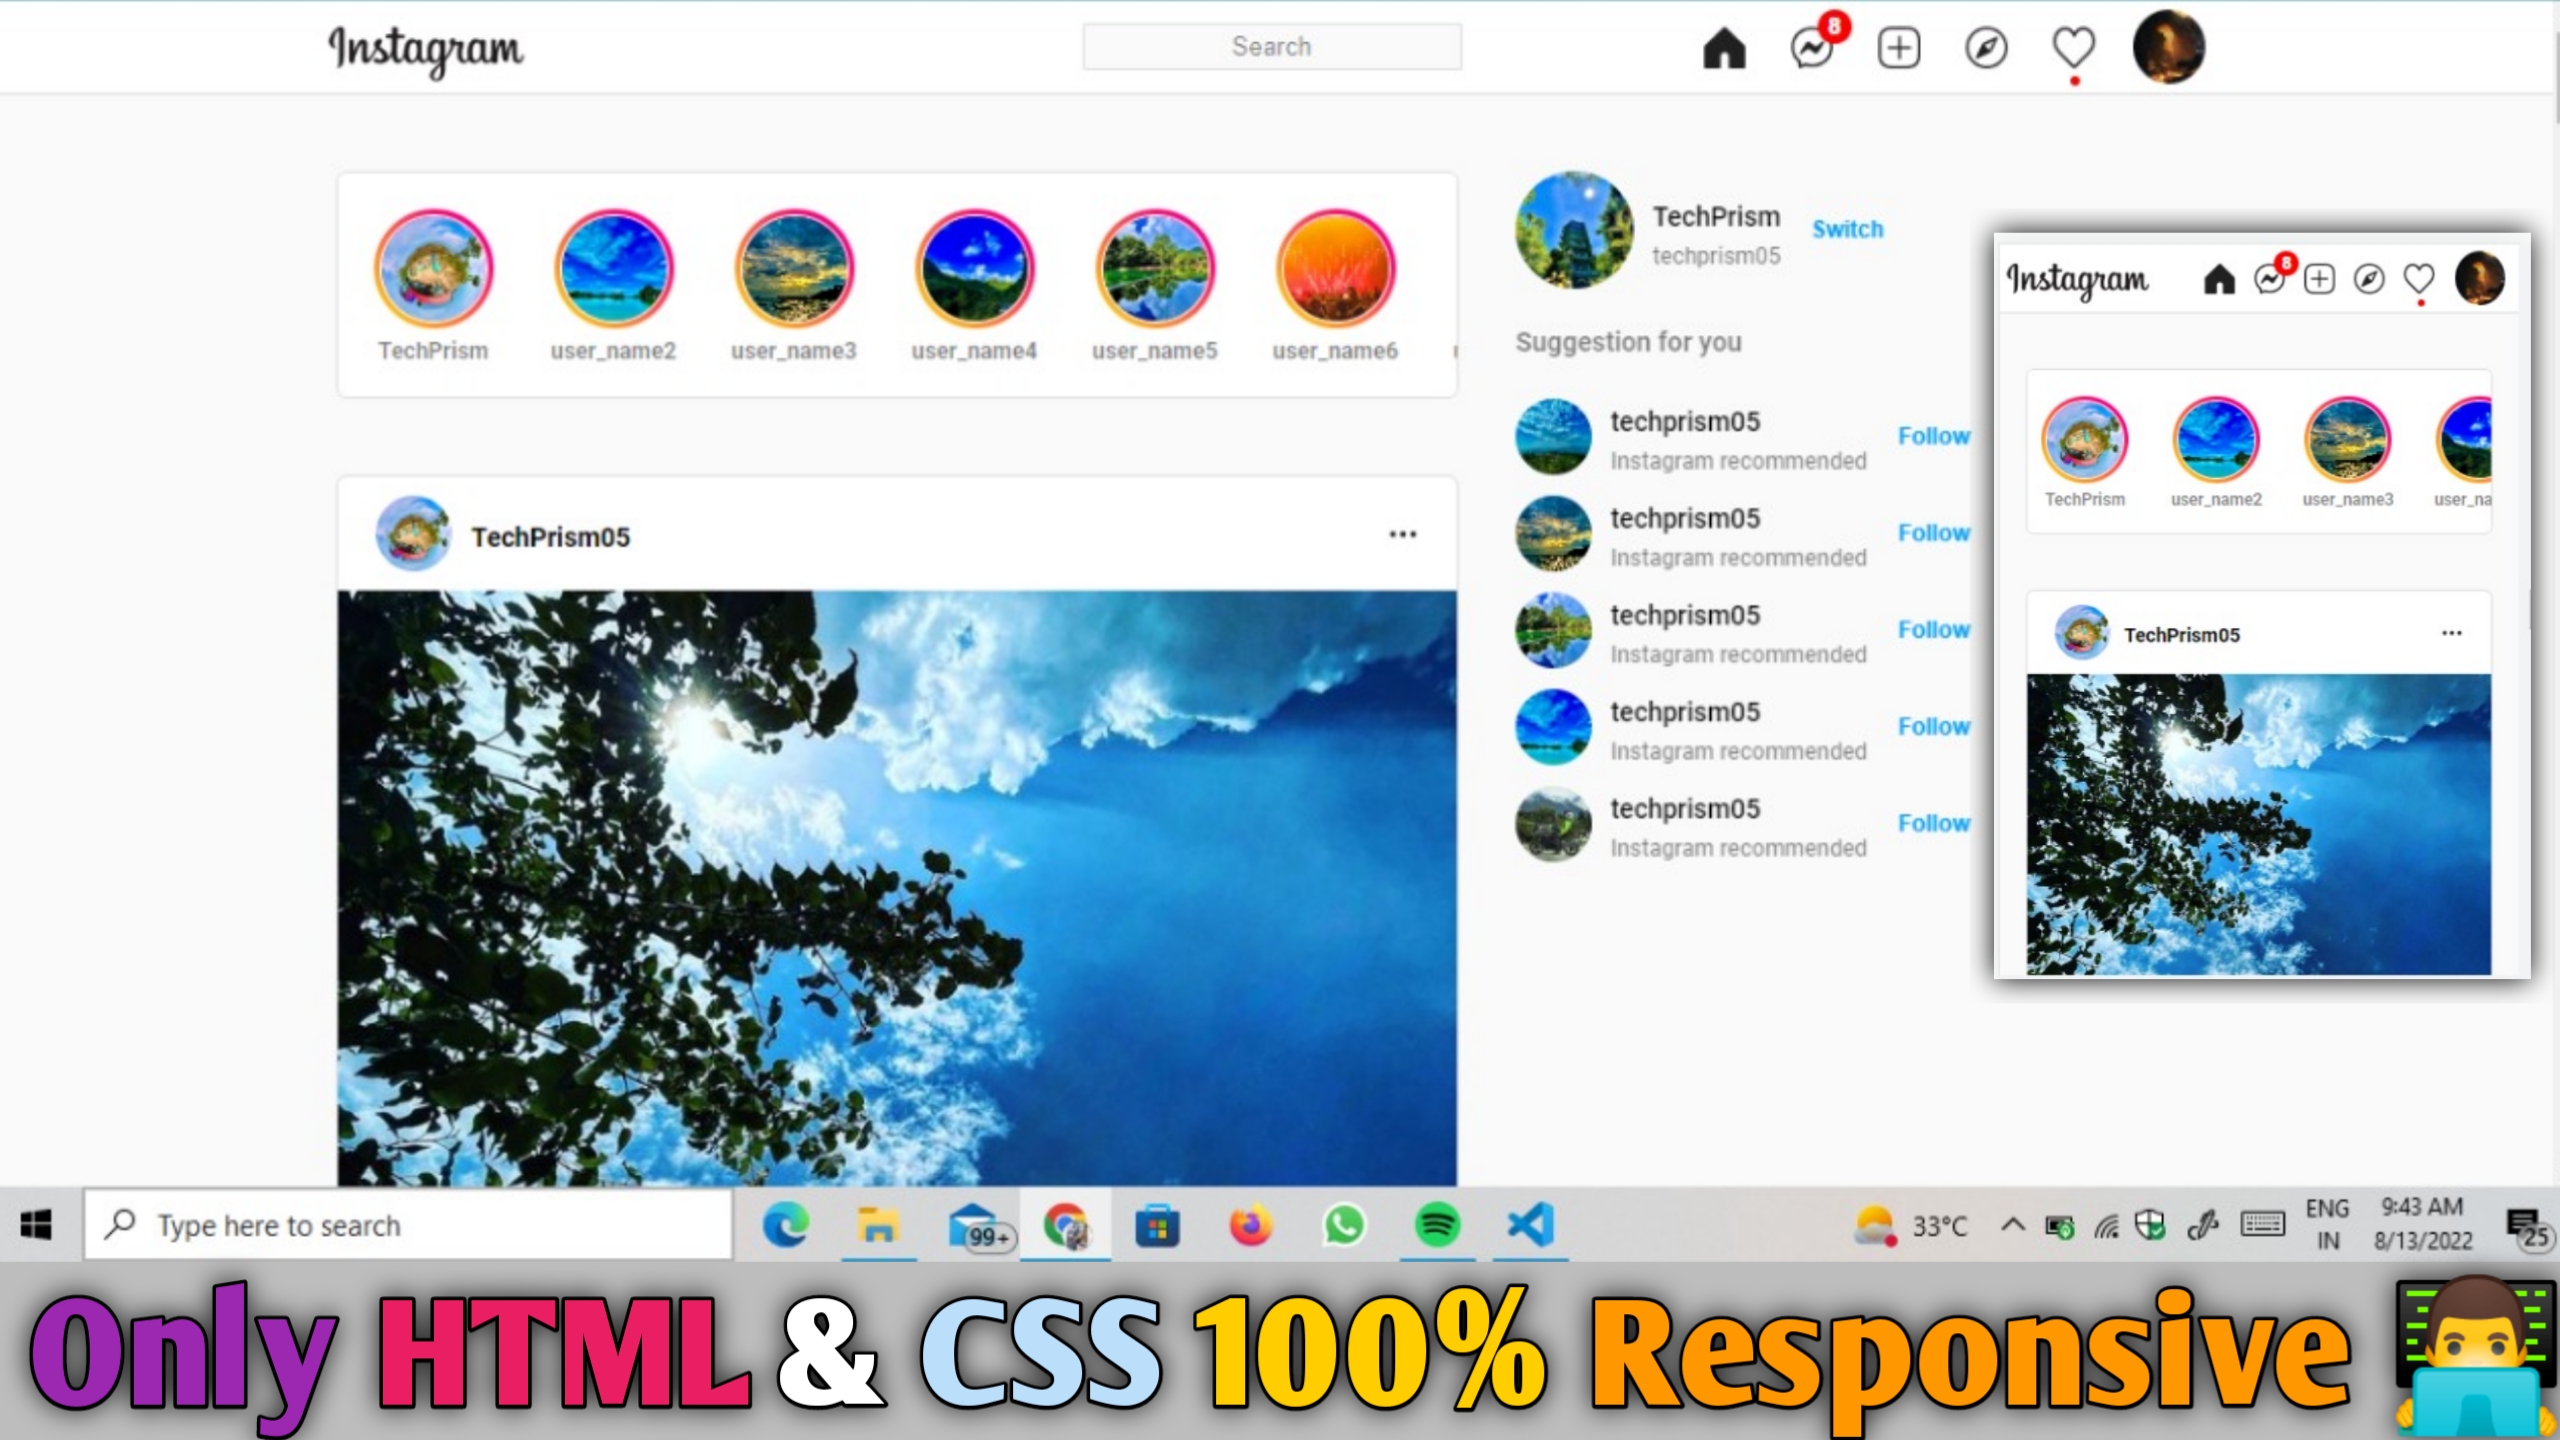 Instagram
Search
8
TechPrism
user_name2
user_name3
user_name4
user_name5
user_name6
TechPrism
techprism05
Switch
Suggestion for you
techprism05
Instagram recommended
Follow
techprism05
Instagram recommended
Follow
techprism05
Instagram recommended
Follow
techprism05
Instagram recommended
Follow
techprism05
Instagram recommended
Follow
TechPrism05
Instagram
8
TechPrism
user_name2
user_name3
user_na
TechPrism05
Type here to search
99+
33°C
ENG
IN
9:43 AM
8/13/2022
25
Only HTML & CSS 100% Responsive